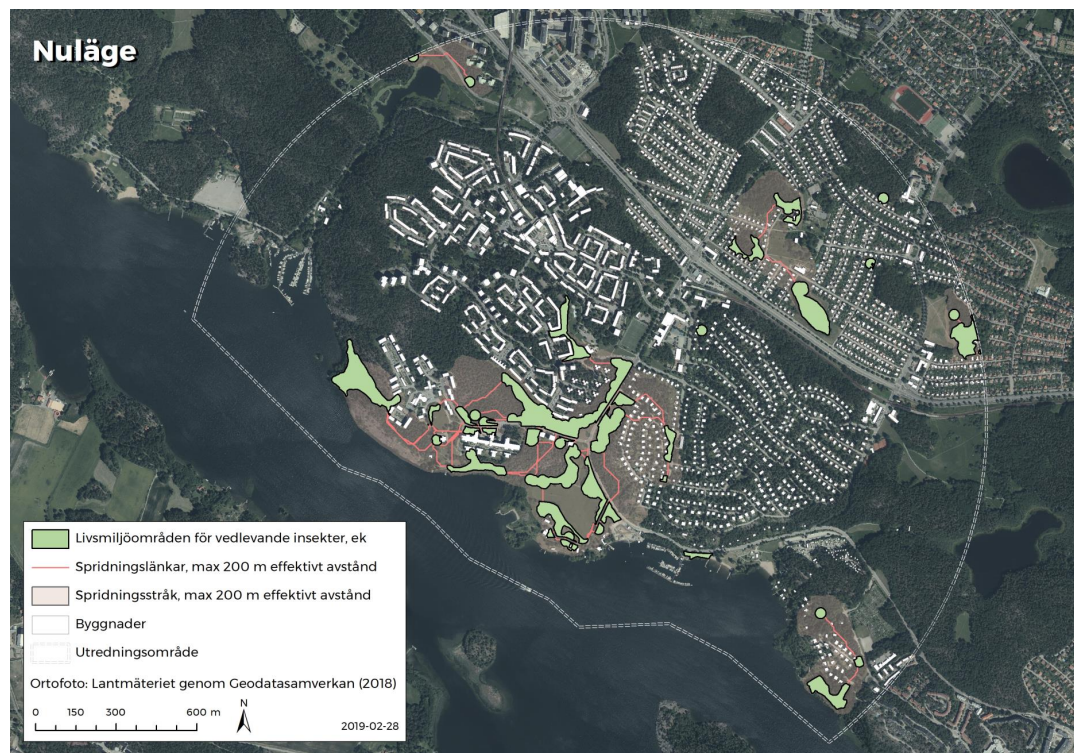 Nuläge
Livsmiljöområden för vedlevande insekter, ek
Spridningslänkar, max 200 m effektivt avstånd
Spridningsstråk, max 200 m effektivt avstånd
Byggnader
Utredningsområde
Ortofoto: Lantmäteriet genom Geodatasamverkan (2018)
0 150 300 600 m
N
2019-02-28